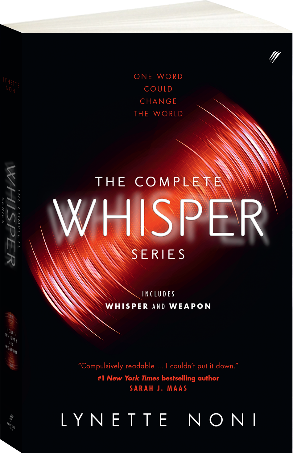 ONE WORD
COULD
CHANGE
THE WORLD
THE COMPLETE
WHISPER
SERIES
INCLUDES
WHISPER AND WEAPON
"Compulsively readable ... I couldn't put it down."
#1 New York Times bestselling author
SARAH J. MAAS
LYNETTE NONI
WHISPER